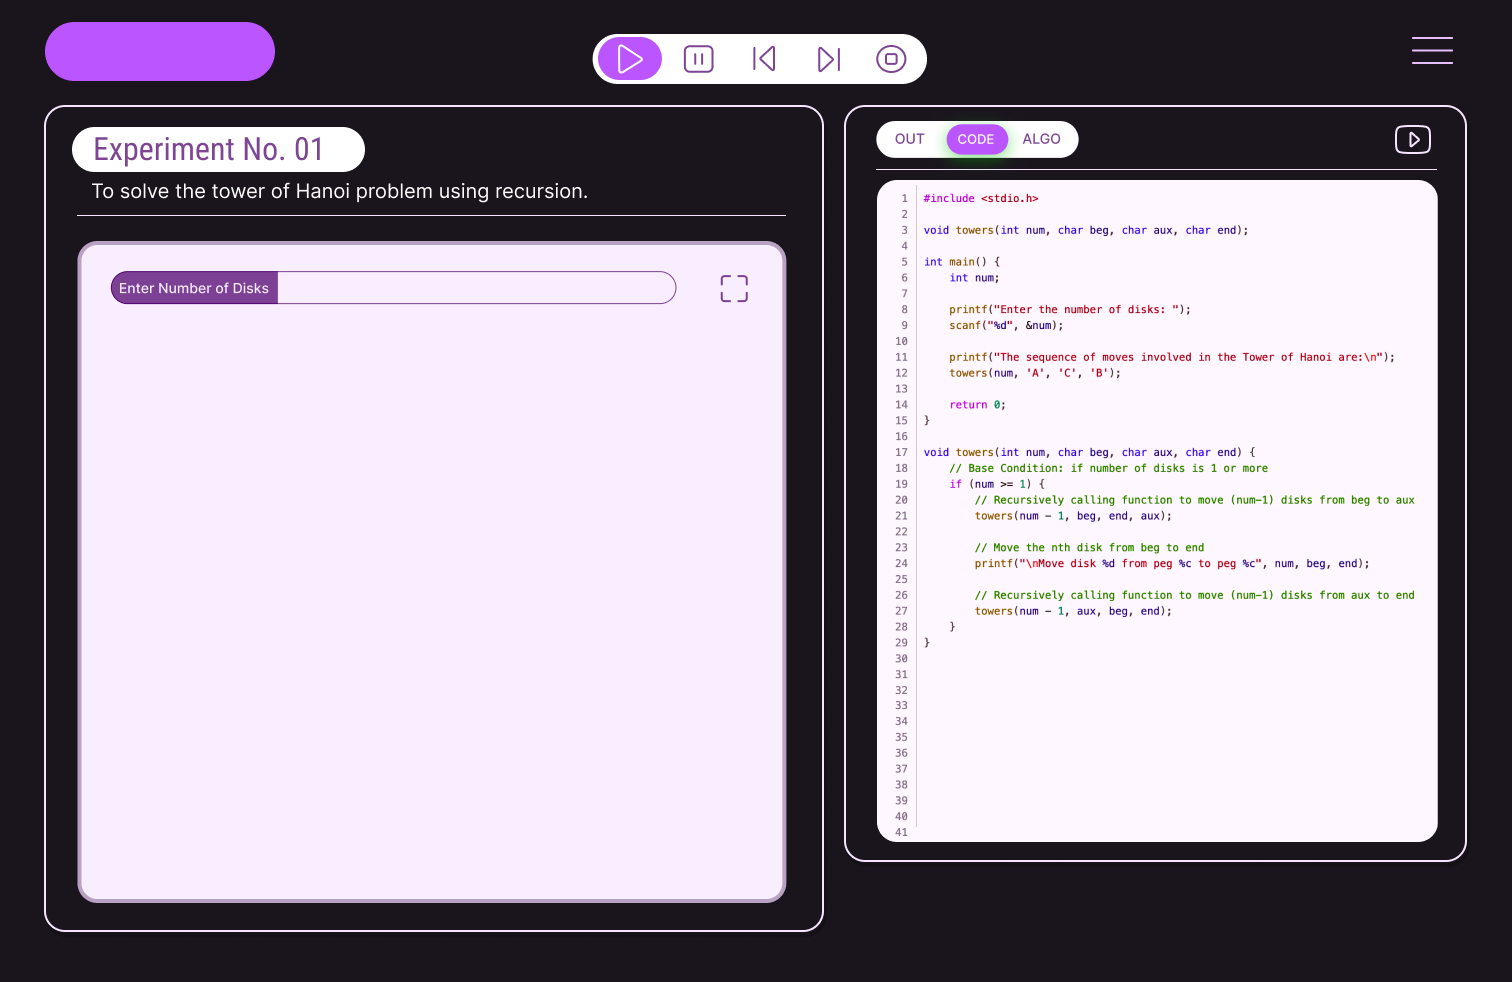 Experiment No. 01
To solve the tower of Hanoi problem using recursion.
Enter Number of Disks
OUT CODE ALGO
1 #include <stdio.h>
2
3 void towers(int num, char beg, char aux, char end);
4
5 int main() {
6     int num;
7
8     printf("Enter the number of disks: ");
9     scanf("%d", &num);
10
11     printf("The sequence of moves involved in the Tower of Hanoi are:\n");
12     towers(num, 'A', 'C', 'B');
13
14     return 0;
15 }
16
17 void towers(int num, char beg, char aux, char end) {
18     // Base Condition: if number of disks is 1 or more
19     if (num >= 1) {
20         // Recursively calling function to move (num-1) disks from beg to aux
21         towers(num - 1, beg, end, aux);
22
23         // Move the nth disk from beg to end
24         printf("\nMove disk %d from peg %c to peg %c", num, beg, end);
25
26         // Recursively calling function to move (num-1) disks from aux to end
27         towers(num - 1, aux, beg, end);
28     }
29 }
30
31
32
33
34
35
36
37
38
39
40
41